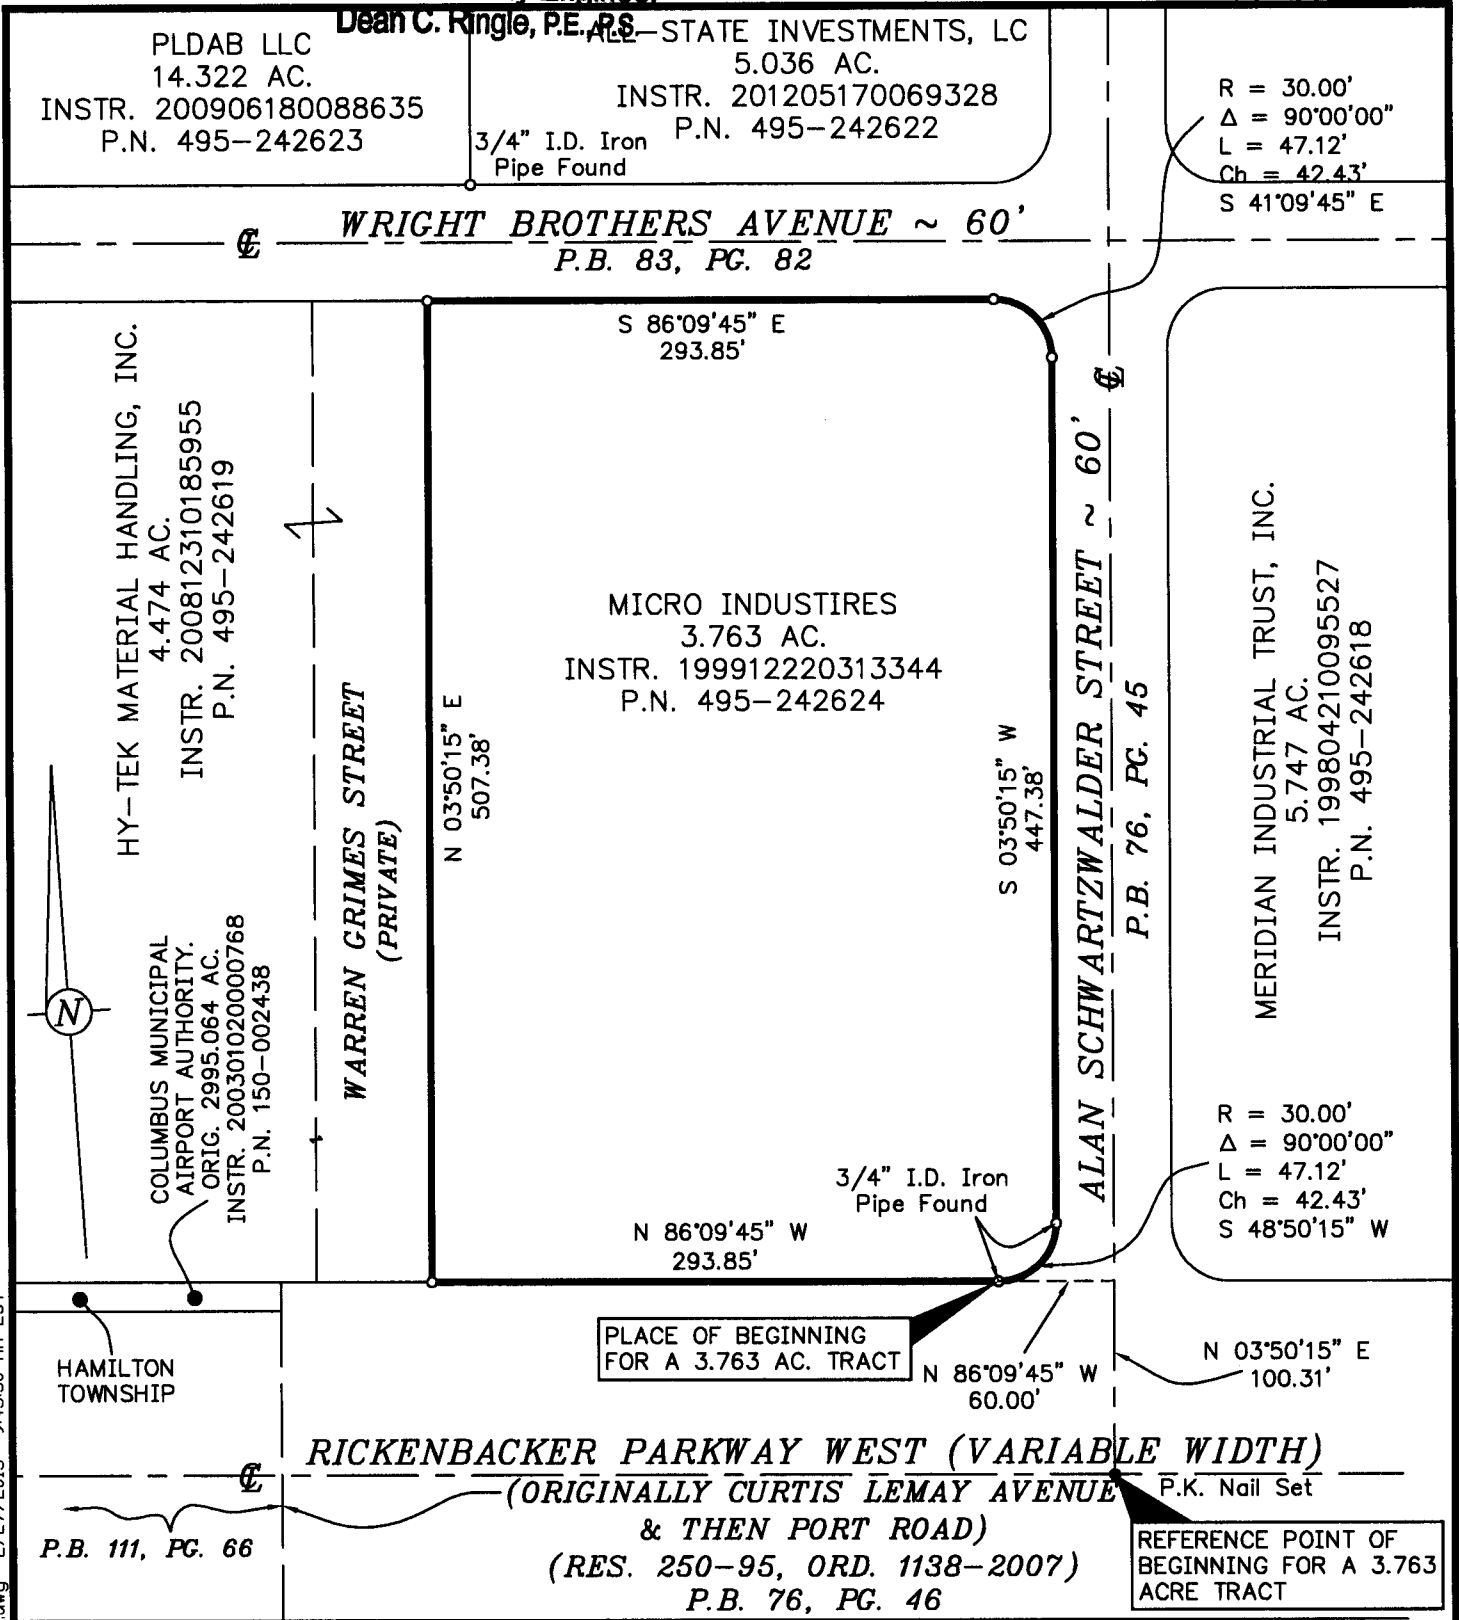 Dean C. Ringle, P.E., P.S.
PLDAB LLC
14.322 AC.
INSTR. 200906180088635
P.N. 495-242623
ALL-STATE INVESTMENTS, LC
5.036 AC.
INSTR. 201205170069328
P.N. 495-242622
3/4" I.D. Iron
Pipe Found
R = 30.00'
Δ = 90°00'00"
L = 47.12'
Ch = 42.43'
S 41°09'45" E
WRIGHT BROTHERS AVENUE ~ 60'
P.B. 83, PG. 82
S 86°09'45" E
293.85'
HY-TEK MATERIAL HANDLING, INC.
4.474 AC.
INSTR. 200812310185955
P.N. 495-242619
WARREN GRIMES STREET
(PRIVATE)
N 03°50'15" E
507.38'
MICRO INDUSTIRES
3.763 AC.
INSTR. 199912220313344
P.N. 495-242624
S 03°50'15" W
447.38'
ALAN SCHWARTZWALDER STREET ~ 60'
P.B. 76, PG. 45
MERIDIAN INDUSTRIAL TRUST, INC.
5.747 AC.
INSTR. 199804210095527
P.N. 495-242618
N
COLUMBUS MUNICIPAL
AIRPORT AUTHORITY.
ORIG. 2995.064 AC.
INSTR. 200301020000768
P.N. 150-002438
3/4" I.D. Iron
Pipe Found
R = 30.00'
Δ = 90°00'00"
L = 47.12'
Ch = 42.43'
S 48°50'15" W
N 86°09'45" W
293.85'
HAMILTON
TOWNSHIP
PLACE OF BEGINNING
FOR A 3.763 AC. TRACT
N 86°09'45" W
60.00'
N 03°50'15" E
100.31'
RICKENBACKER PARKWAY WEST (VARIABLE WIDTH)
(ORIGINALLY CURTIS LEMAY AVENUE
& THEN PORT ROAD)
(RES. 250-95, ORD. 1138-2007)
P.B. 76, PG. 46
P.K. Nail Set
P.B. 111, PG. 66
REFERENCE POINT OF
BEGINNING FOR A 3.763
ACRE TRACT